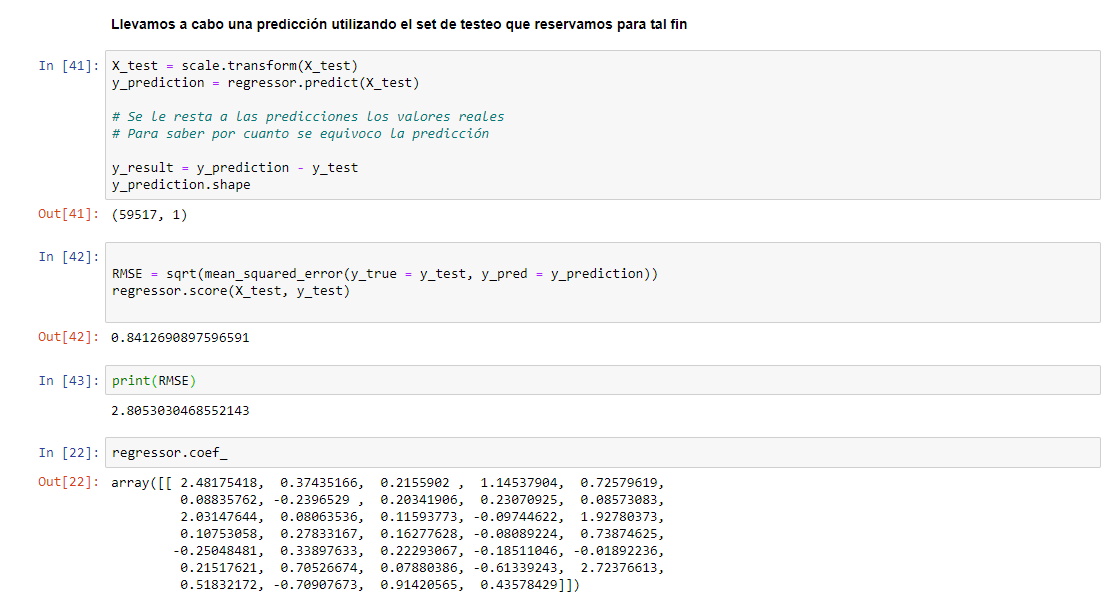 Llevamos a cabo una predicción utilizando el set de testeo que reservamos para tal fin
In [41]: X_test = scale.transform(X_test)
y_prediction = regressor.predict(X_test)
# Se le resta a las predicciones los valores reales
# Para saber por cuanto se equivoco la predicción
y_result = y_prediction - y_test
y_prediction.shape
Out[41]: (59517, 1)
In [42]:
RMSE = sqrt(mean_squared_error(y_true = y_test, y_pred = y_prediction))
regressor.score(X_test, y_test)
Out[42]: 0.8412690897596591
In [43]: print(RMSE)
2.8053030468552143
In [22]: regressor.coef_
Out[22]: array([[ 2.48175418, 0.37435166, 0.2155902 , 1.14537904, 0.72579619,
0.08835762, -0.2396529 , 0.20341906, 0.23070925, 0.08573083,
2.03147644, 0.08063536, 0.11593773, -0.09744622, 1.92780373,
0.10753058, 0.27833167, 0.16277628, -0.08089224, 0.73874625,
-0.25048481, 0.33897633, 0.22293067, -0.18511046, -0.01892236,
0.21517621, 0.70526674, 0.07880386, -0.61339243, 2.72376613,
0.51832172, -0.70907673, 0.91420565, 0.43578429]])